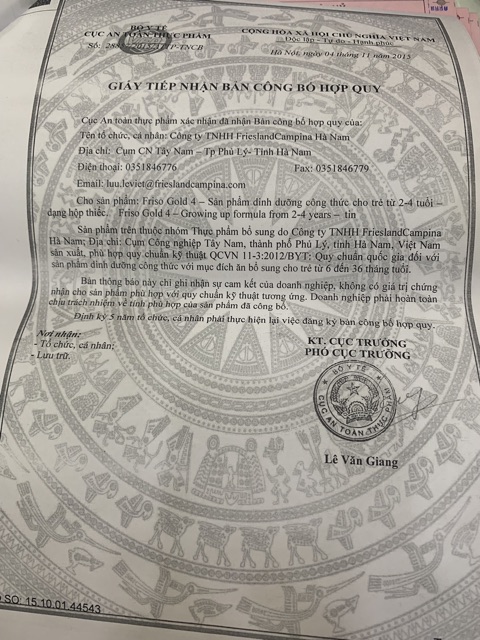 BỘ Y TẾ
CỤC AN TOÀN THỰC PHẨM
Số: /2015/ATTP-TNCB
CỘNG HÒA XÃ HỘI CHỦ NGHĨA VIỆT NAM
Độc lập - Tự do - Hạnh phúc
Hà Nội, ngày 04 tháng 11 năm 2015
GIẤY TIẾP NHẬN BẢN CÔNG BỐ HỢP QUY
Cục An toàn thực phẩm xác nhận đã nhận Bản công bố hợp quy của:
Tên tổ chức, cá nhân: Công ty TNHH FrieslandCampina Hà Nam
Địa chỉ: Cụm CN Tây Nam – Tp Phủ Lý- Tỉnh Hà Nam
Điện thoại: 0351846776 Fax: 0351846779
Email: luu.leviet@frieslandcampina.com
Cho sản phẩm: Friso Gold 4 – Sản phẩm dinh dưỡng công thức cho trẻ từ 2-4 tuổi –
dạng hộp thiếc. Friso Gold 4 – Growing up formula from 2-4 years – tin
Sản phẩm trên thuộc nhóm Thực phẩm bổ sung do Công ty TNHH FrieslandCampina
Hà Nam; Địa chỉ: Cụm Công nghiệp Tây Nam, thành phố Phủ Lý, tỉnh Hà Nam, Việt Nam
sản xuất, phù hợp quy chuẩn kỹ thuật QCVN 11-3:2012/BYT: Quy chuẩn quốc gia đối với
sản phẩm dinh dưỡng công thức với mục đích ăn bổ sung cho trẻ từ 6 đến 36 tháng tuổi.
Bản thông báo này chỉ ghi nhận sự cam kết của doanh nghiệp, không có giá trị chứng
nhận cho sản phẩm phù hợp với quy chuẩn kỹ thuật tương ứng. Doanh nghiệp phải hoàn toàn
chịu trách nhiệm về tính phù hợp của sản phẩm đã công bố.
Định kỳ 5 năm tổ chức, cá nhân phải thực hiện lại việc đăng ký bản công bố hợp quy.
Nơi nhận:
- Tổ chức, cá nhân;
- Lưu trữ.
KT. CỤC TRƯỞNG
PHÓ CỤC TRƯỞNG
BỘ Y TẾ
CỤC AN TOÀN THỰC PHẨM
Lê Văn Giang
SO: 15.10.01.44543